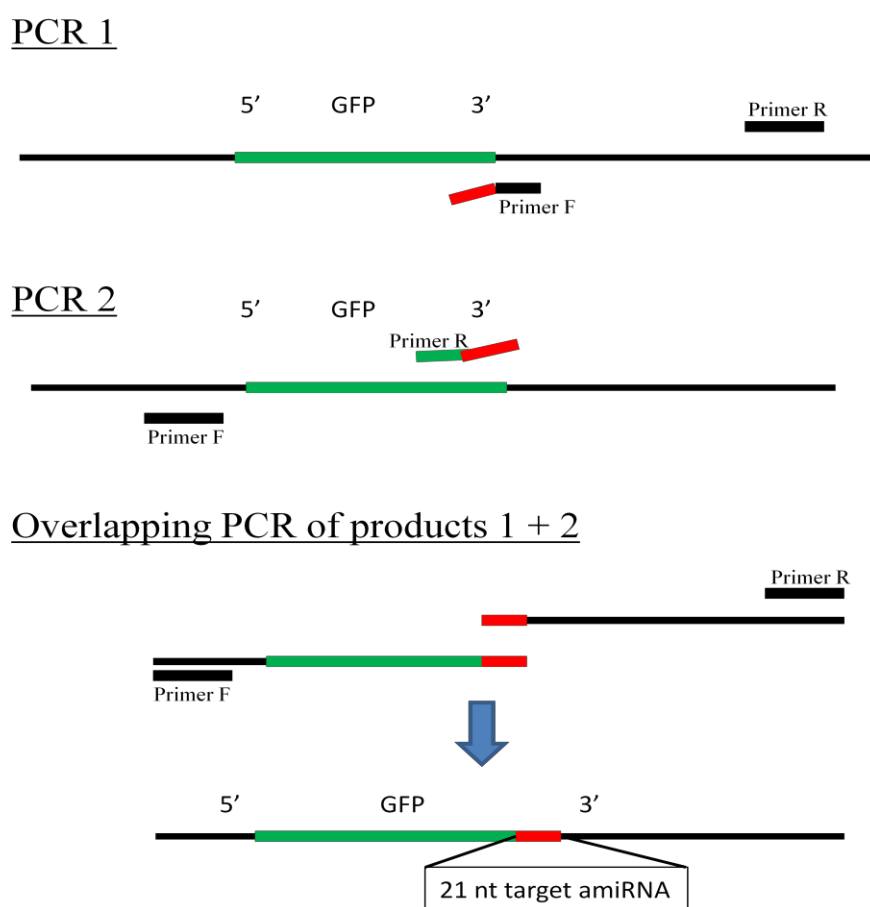 PCR 1
5’ GFP 3’
Primer R
Primer F
PCR 2
5’ GFP 3’
Primer R
Primer F
Overlapping PCR of products 1 + 2
Primer R
Primer F
5’ GFP 3’
21 nt target amiRNA